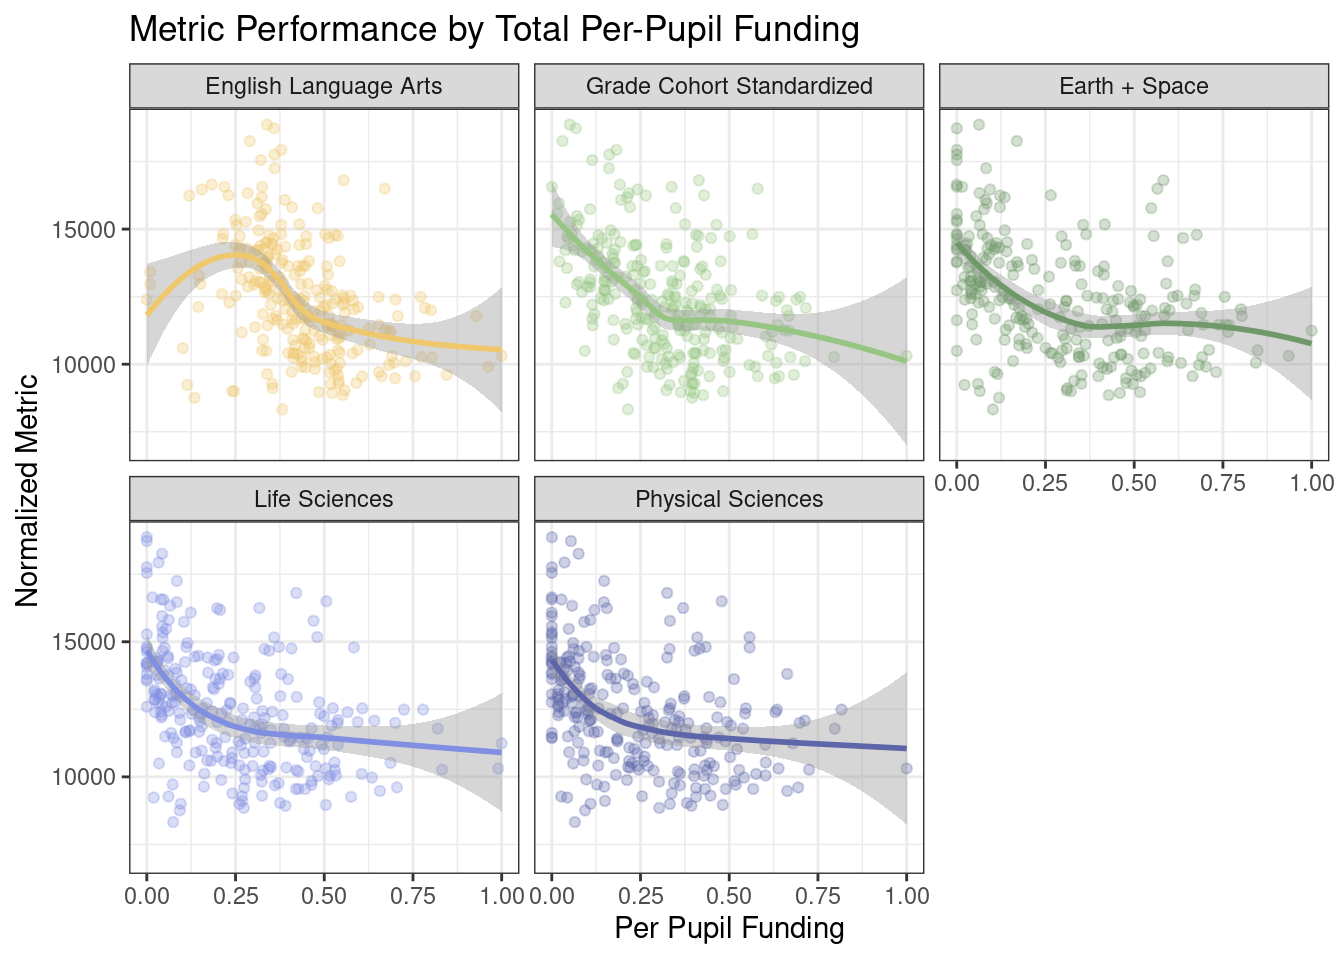 Metric Performance by Total Per-Pupil Funding
English Language Arts
Grade Cohort Standardized
Earth + Space
15000
10000
0.00 0.25 0.50 0.75 1.00
Normalized Metric
Life Sciences
Physical Sciences
15000
10000
0.00 0.25 0.50 0.75 1.00
0.00 0.25 0.50 0.75 1.00
Per Pupil Funding